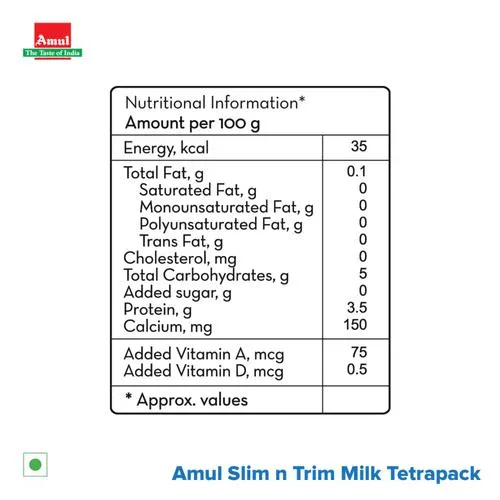 Amul
The Taste of India
Nutritional Information*
Amount per 100 g
Energy, kcal 35
Total Fat, g 0.1
Saturated Fat, g 0
Monounsaturated Fat, g 0
Polyunsaturated Fat, g 0
Trans Fat, g 0
Cholesterol, mg 0
Total Carbohydrates, g 5
Added sugar, g 0
Protein, g 3.5
Calcium, mg 150
Added Vitamin A, mcg 75
Added Vitamin D, mcg 0.5
* Approx. values
Amul Slim n Trim Milk Tetrapack